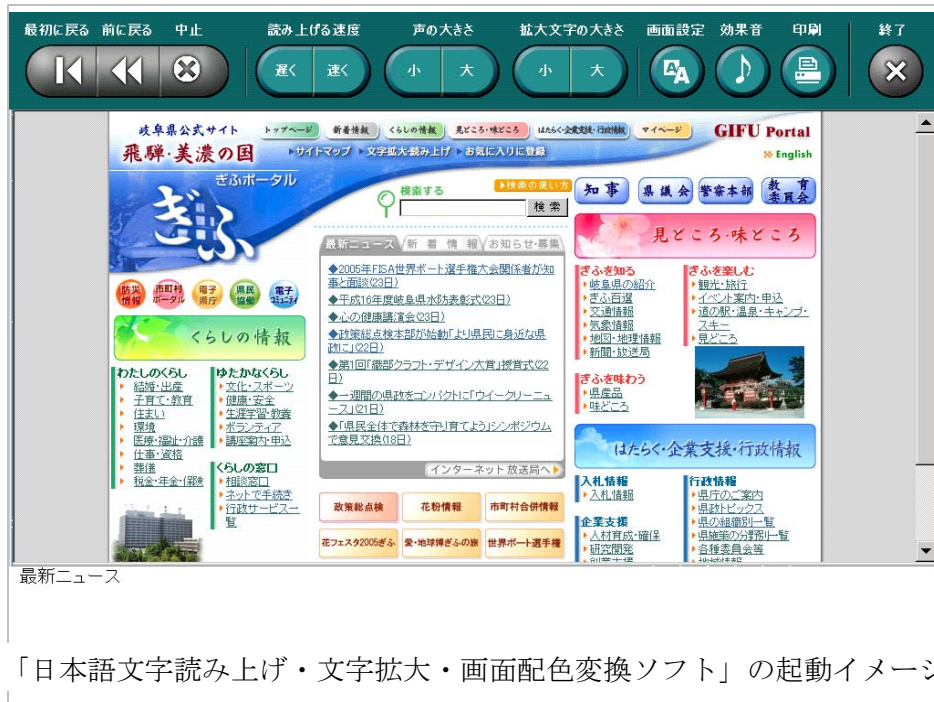 最初に戻る 前に戻る 中止 読み上げる速度 声の大きさ 拡大文字の大きさ 画面設定 効果音 印刷 終了
遅く 速く 小 大 小 大
岐阜県公式サイト トップページ 新着情報 くらしの情報 見どころ・味どころ はたらく・企業支援・行政情報 マイページ GIFU Portal
飛騨・美濃の国 サイトマップ 文字拡大・読み上げ お気に入りに登録 English
ぎふポータル
ぎふ
検索する 検索の使い方
検索
知事 県議会 警察本部 教育委員会
最新ニュース 新着情報 お知らせ・募集
見どころ・味どころ
◆2005年FISA世界ボート選手権大会関係者が知
事と面談(23日)
◆平成16年度岐阜県水防表彰式(23日)
◆心の健康講演会(23日)
◆政策総点検本部が始動「より県民に身近な県
政に」(22日)
◆第1回「織部クラフト・デザイン大賞」授賞式(22
日)
◆一週間の県政をコンパクトに「ウイークリーニュ
ース」(21日)
◆「県民全体で森林を守り育てよう」シンポジウム
で意見交換(18日)
インターネット放送局へ
防災情報 市町村ポータル 電子県庁 県民協働 電子コミュニティ
くらしの情報
わたしのくらし
結婚・出産
子育て・教育
住まい
環境
医療・福祉・介護
仕事・資格
葬儀
税金・年金・保険
ゆたかなくらし
文化・スポーツ
健康・安全
生涯学習・教養
ボランティア
講座案内・申込
くらしの窓口
相談窓口
ネットで手続き
行政サービス一
覧
政策総点検 花粉情報 市町村合併情報
花フェスタ2005ぎふ 愛・地球博ぎふの旅 世界ボート選手権
ぎふを知る
岐阜県の紹介
ぎふ百選
交通情報
気象情報
地図・地理情報
新聞・放送局
ぎふを味わう
県産品
味どころ
ぎふを楽しむ
観光・旅行
イベント案内・申込
道の駅・温泉・キャンプ・
スキー
見どころ
はたらく・企業支援・行政情報
入札情報
入札情報
企業支援
人材育成・確保
研究開発
行政情報
県庁のご案内
県政トピックス
県の組織別一覧
県施策の分野別一覧
各種委員会等
最新ニュース
「日本語文字読み上げ・文字拡大・画面配色変換ソフト」の起動イメージ